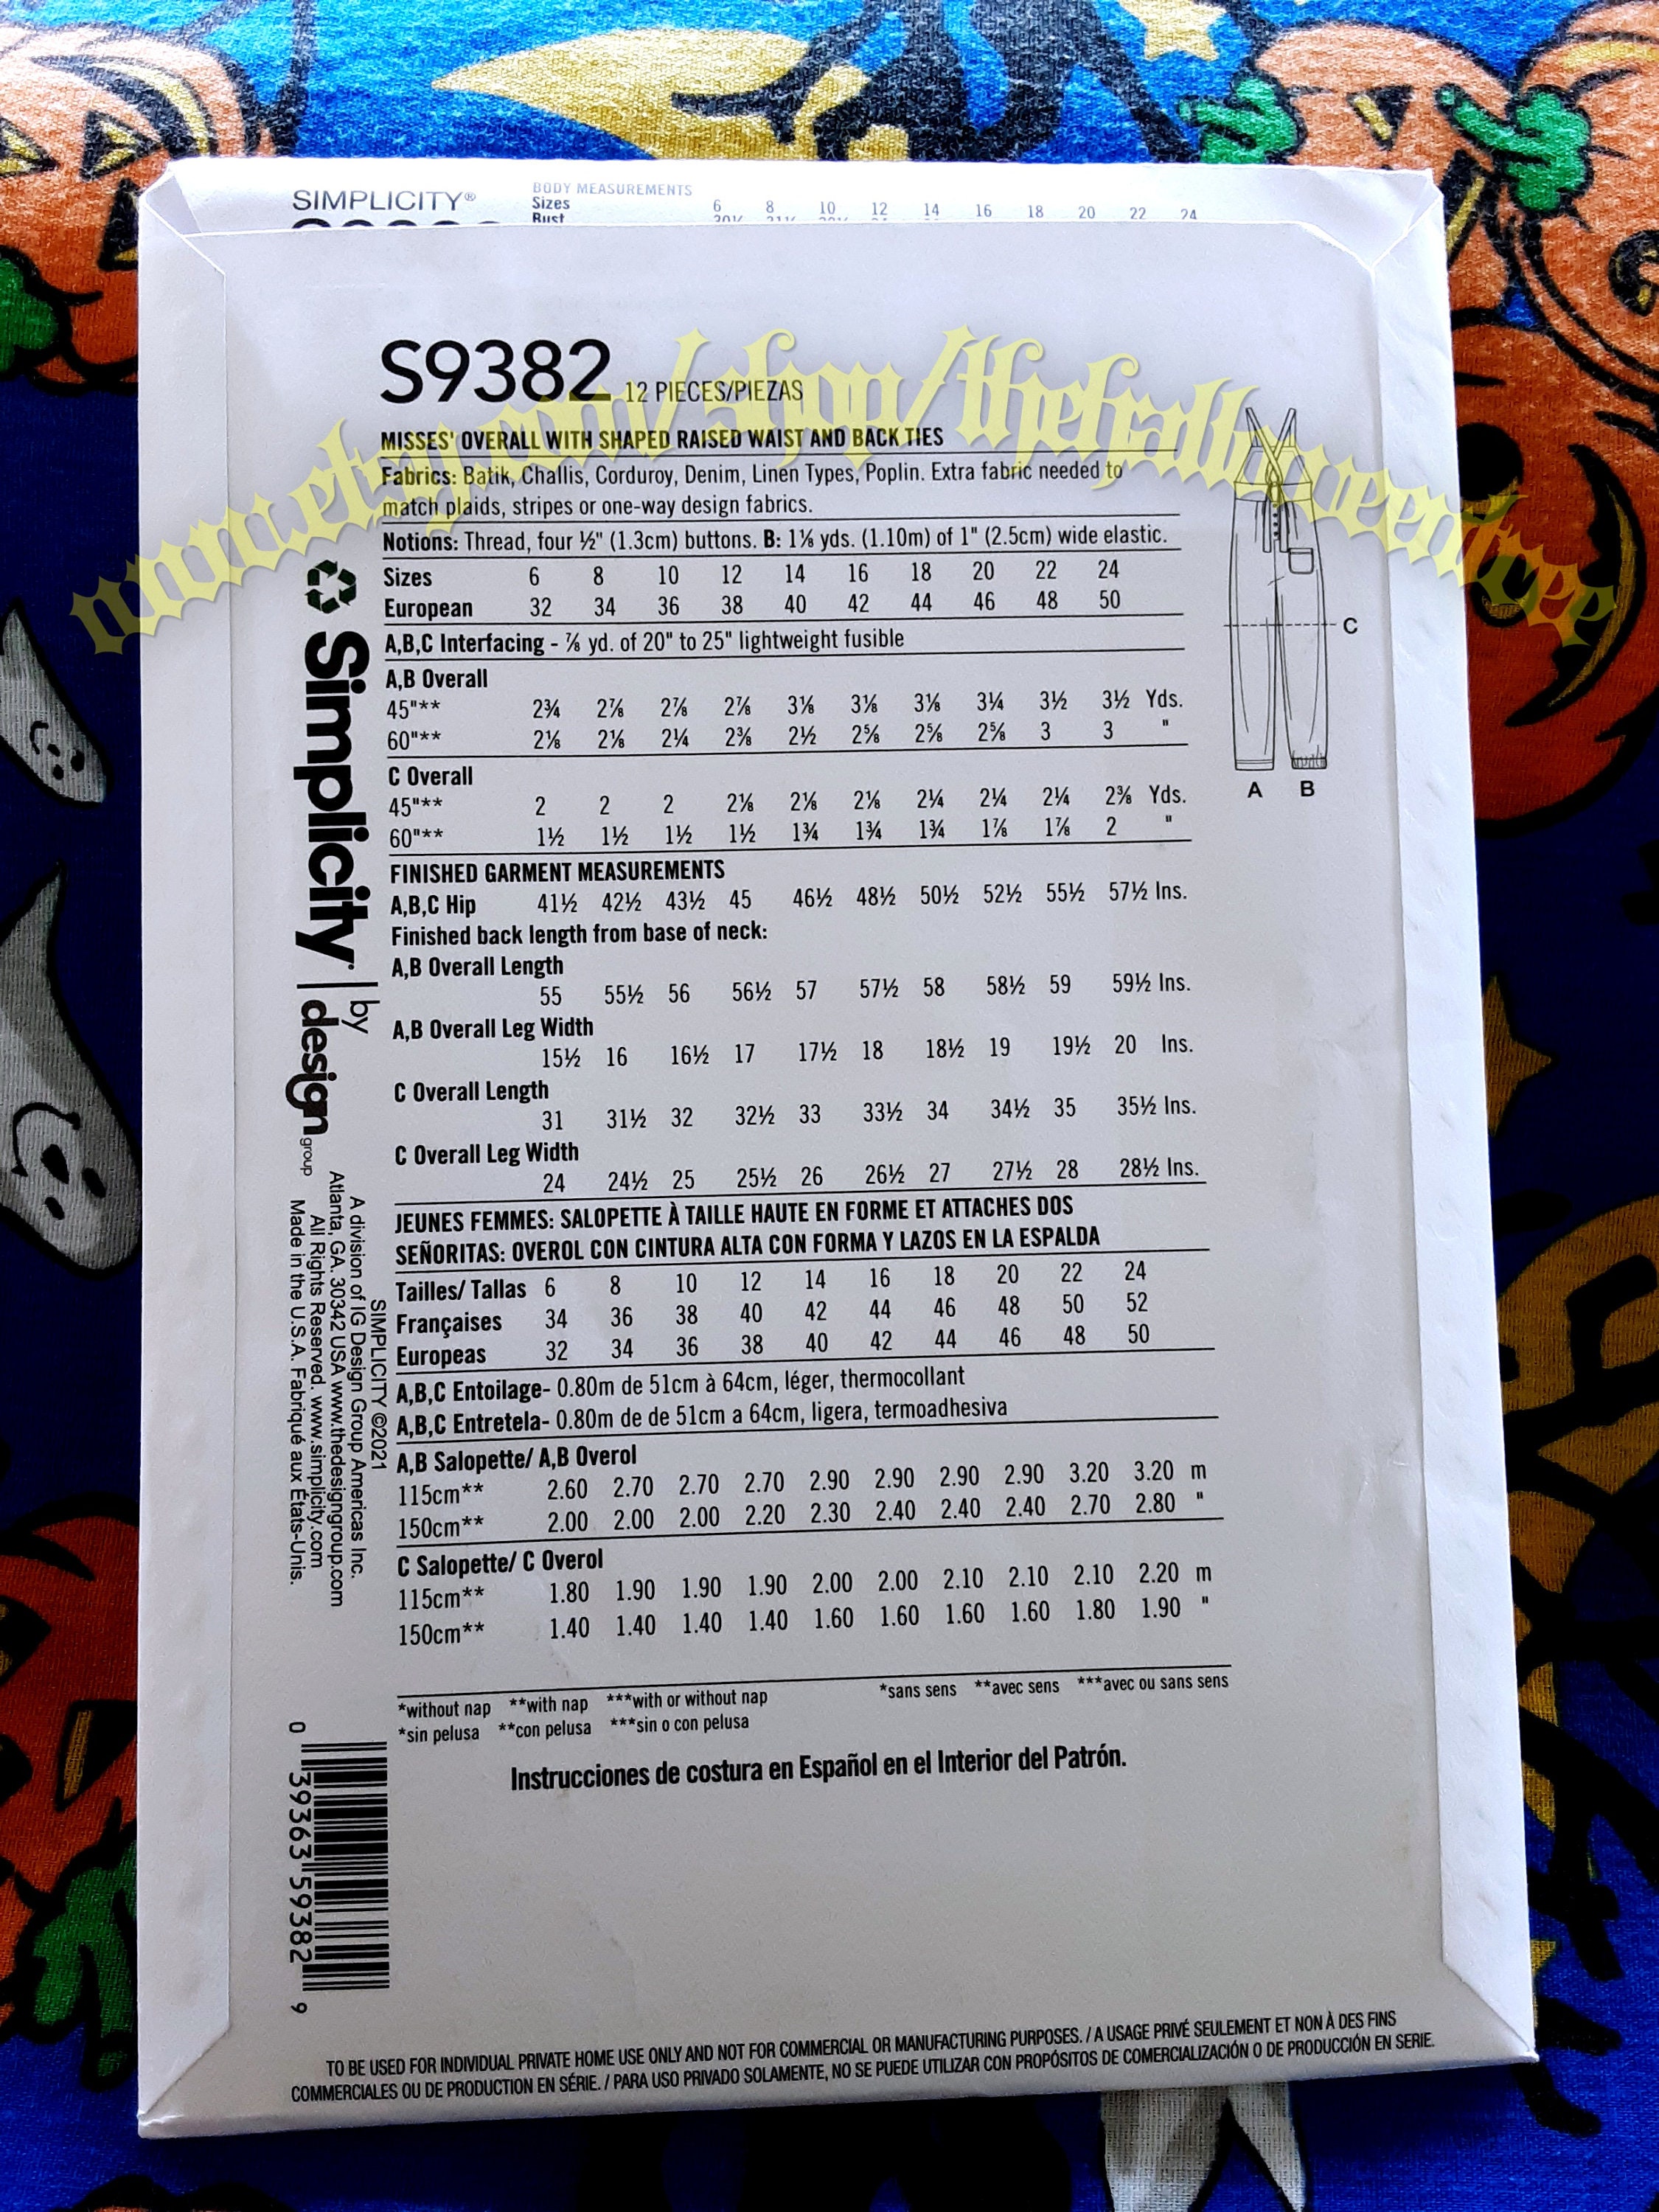 SIMPLICITY®
BODY MEASUREMENTS
Sizes 6 8 10 12 14 16 18 20 22 24
Bust
S9382 12 PIECES/PIEZAS
www.etsy.com/shop/thehalloweentree
MISSES' OVERALL WITH SHAPED RAISED WAIST AND BACK TIES
Fabrics: Batik, Challis, Corduroy, Denim, Linen Types, Poplin. Extra fabric needed to
match plaids, stripes or one-way design fabrics.
Notions: Thread, four ½" (1.3cm) buttons. B: 1⅛ yds. (1.10m) of 1" (2.5cm) wide elastic.
Sizes 6 8 10 12 14 16 18 20 22 24
European 32 34 36 38 40 42 44 46 48 50
A,B,C Interfacing - ⅞ yd. of 20" to 25" lightweight fusible
A,B Overall
45"** 2¾ 2⅞ 2⅞ 2⅞ 3⅛ 3⅛ 3⅛ 3¼ 3½ 3½ Yds.
60"** 2⅛ 2⅛ 2¼ 2⅜ 2½ 2⅝ 2⅝ 2⅝ 3 3 "
C Overall
45"** 2 2 2 2⅛ 2⅛ 2⅛ 2¼ 2¼ 2¼ 2⅜ Yds.
60"** 1½ 1½ 1½ 1½ 1¾ 1¾ 1¾ 1⅞ 1⅞ 2 "
FINISHED GARMENT MEASUREMENTS
A,B,C Hip 41½ 42½ 43½ 45 46½ 48½ 50½ 52½ 55½ 57½ Ins.
Finished back length from base of neck:
A,B Overall Length
55 55½ 56 56½ 57 57½ 58 58½ 59 59½ Ins.
A,B Overall Leg Width
15½ 16 16½ 17 17½ 18 18½ 19 19½ 20 Ins.
C Overall Length
31 31½ 32 32½ 33 33½ 34 34½ 35 35½ Ins.
C Overall Leg Width
24 24½ 25 25½ 26 26½ 27 27½ 28 28½ Ins.
JEUNES FEMMES: SALOPETTE À TAILLE HAUTE EN FORME ET ATTACHES DOS
SEÑORITAS: OVEROL CON CINTURA ALTA CON FORMA Y LAZOS EN LA ESPALDA
Tailles/ Tallas 6 8 10 12 14 16 18 20 22 24
Françaises 34 36 38 40 42 44 46 48 50 52
Europeas 32 34 36 38 40 42 44 46 48 50
A,B,C Entoilage- 0.80m de 51cm à 64cm, léger, thermocollant
A,B,C Entretela- 0.80m de de 51cm a 64cm, ligera, termoadhesiva
A,B Salopette/ A,B Overol
115cm** 2.60 2.70 2.70 2.70 2.90 2.90 2.90 2.90 3.20 3.20 m
150cm** 2.00 2.00 2.00 2.20 2.30 2.40 2.40 2.40 2.70 2.80 "
C Salopette/ C Overol
115cm** 1.80 1.90 1.90 1.90 2.00 2.00 2.10 2.10 2.10 2.20 m
150cm** 1.40 1.40 1.40 1.40 1.60 1.60 1.60 1.60 1.80 1.90 "
*without nap **with nap ***with or without nap *sans sens **avec sens ***avec ou sans sens
*sin pelusa **con pelusa ***sin o con pelusa
Instrucciones de costura en Español en el Interior del Patrón.
C
A B
Simplicity | by design group
SIMPLICITY ©2021
A division of IG Design Group Americas Inc.
Atlanta, GA. 30342 USA www.thedesigngroup.com
All Rights Reserved. www.simplicity.com
Made in the U.S.A. Fabriqué aux États-Unis.
0 39363 59382 9
TO BE USED FOR INDIVIDUAL PRIVATE HOME USE ONLY AND NOT FOR COMMERCIAL OR MANUFACTURING PURPOSES. / A USAGE PRIVÉ SEULEMENT ET NON À DES FINS
COMMERCIALES OU DE PRODUCTION EN SÉRIE. / PARA USO PRIVADO SOLAMENTE, NO SE PUEDE UTILIZAR CON PROPÓSITOS DE COMERCIALIZACIÓN O DE PRODUCCIÓN EN SERIE.